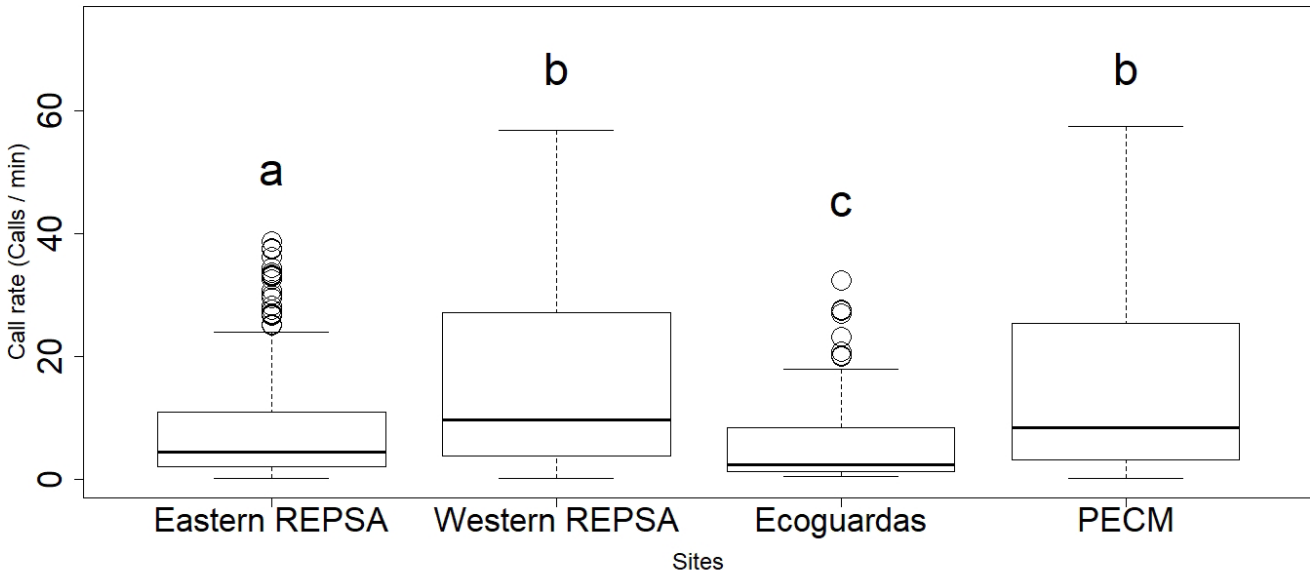 Call rate (Calls / min)
60
40
20
0
a
b
c
b
Eastern REPSA
Western REPSA
Ecoguardas
PECM
Sites